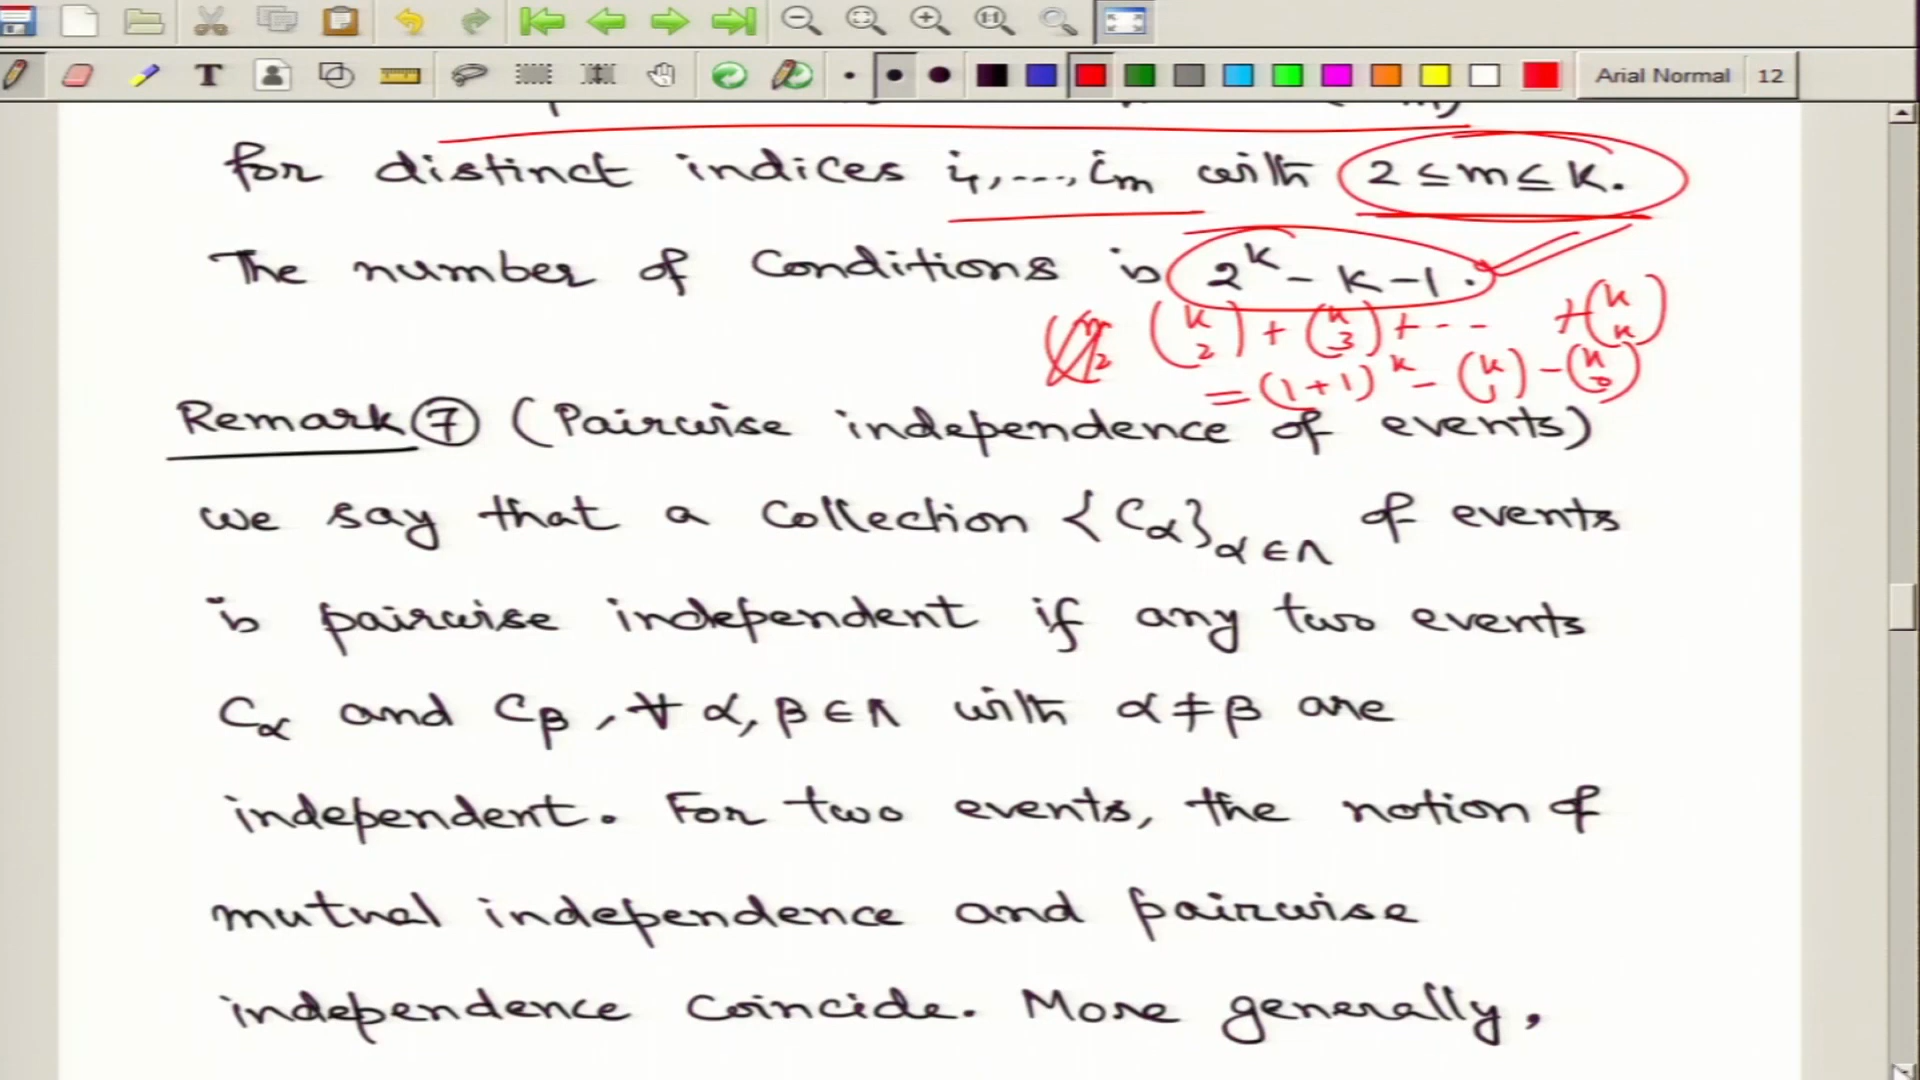 Arial Normal 12
for distinct indices i₁,...,iₘ with 2 ≤ m ≤ k.
The number of conditions is 2^k - k - 1.
(k 2) + (k 3) + ... + (k k)
= (1+1)^k - (k 1) - (k 0)
Remark ⑦ (Pairwise independence of events)
we say that a collection {C_α}_{α∈Λ} of events
is pairwise independent if any two events
C_α and C_β, ∀ α, β ∈ Λ with α ≠ β are
independent. For two events, the notion of
mutual independence and pairwise
independence coincide. More generally,